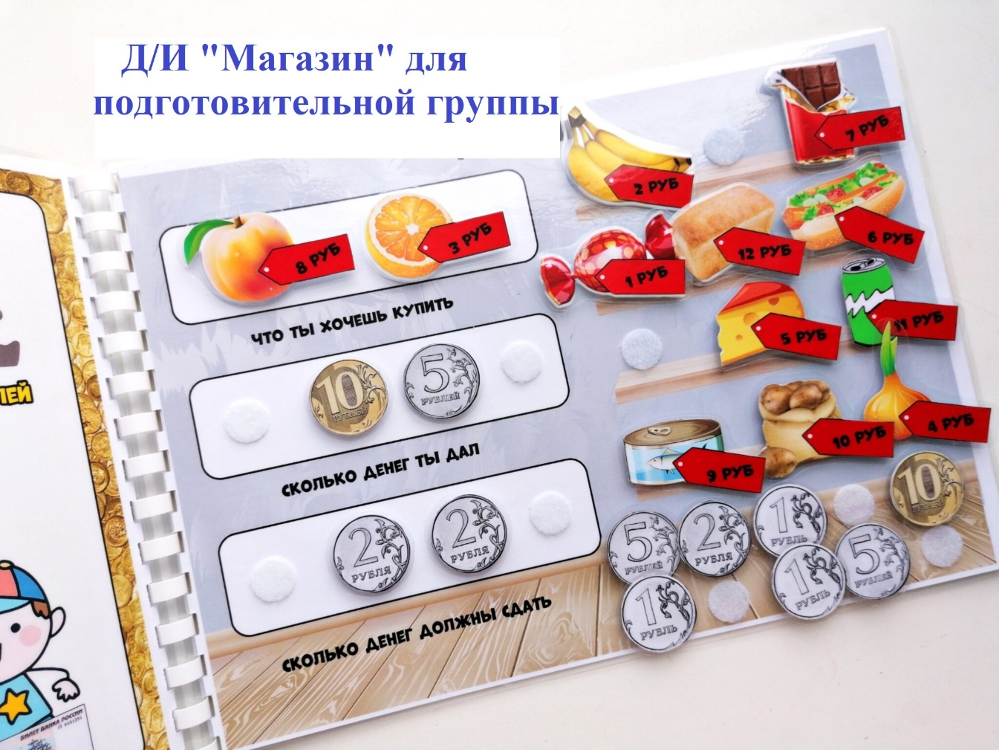 Д/И "Магазин" для
подготовительной группы
7 РУБ
2 РУБ
8 РУБ
3 РУБ
1 РУБ
12 РУБ
6 РУБ
ЧТО ТЫ ХОЧЕШЬ КУПИТЬ
5 РУБ
11 РУБ
10
РУБЛЕЙ
5
РУБЛЕЙ
ЛЕЙ
СКОЛЬКО ДЕНЕГ ТЫ ДАЛ
9 РУБ
10 РУБ
4 РУБ
2
РУБЛЯ
2
РУБЛЯ
5
РУБЛЕЙ
2
РУБЛЯ
1
РУБЛЬ
10
РУБЛЕЙ
1
РУБЛЬ
1
РУБЛЬ
5
РУБЛЕЙ
СКОЛЬКО ДЕНЕГ ДОЛЖНЫ СДАТЬ
БИЛЕТ БАНКА РОССИИ